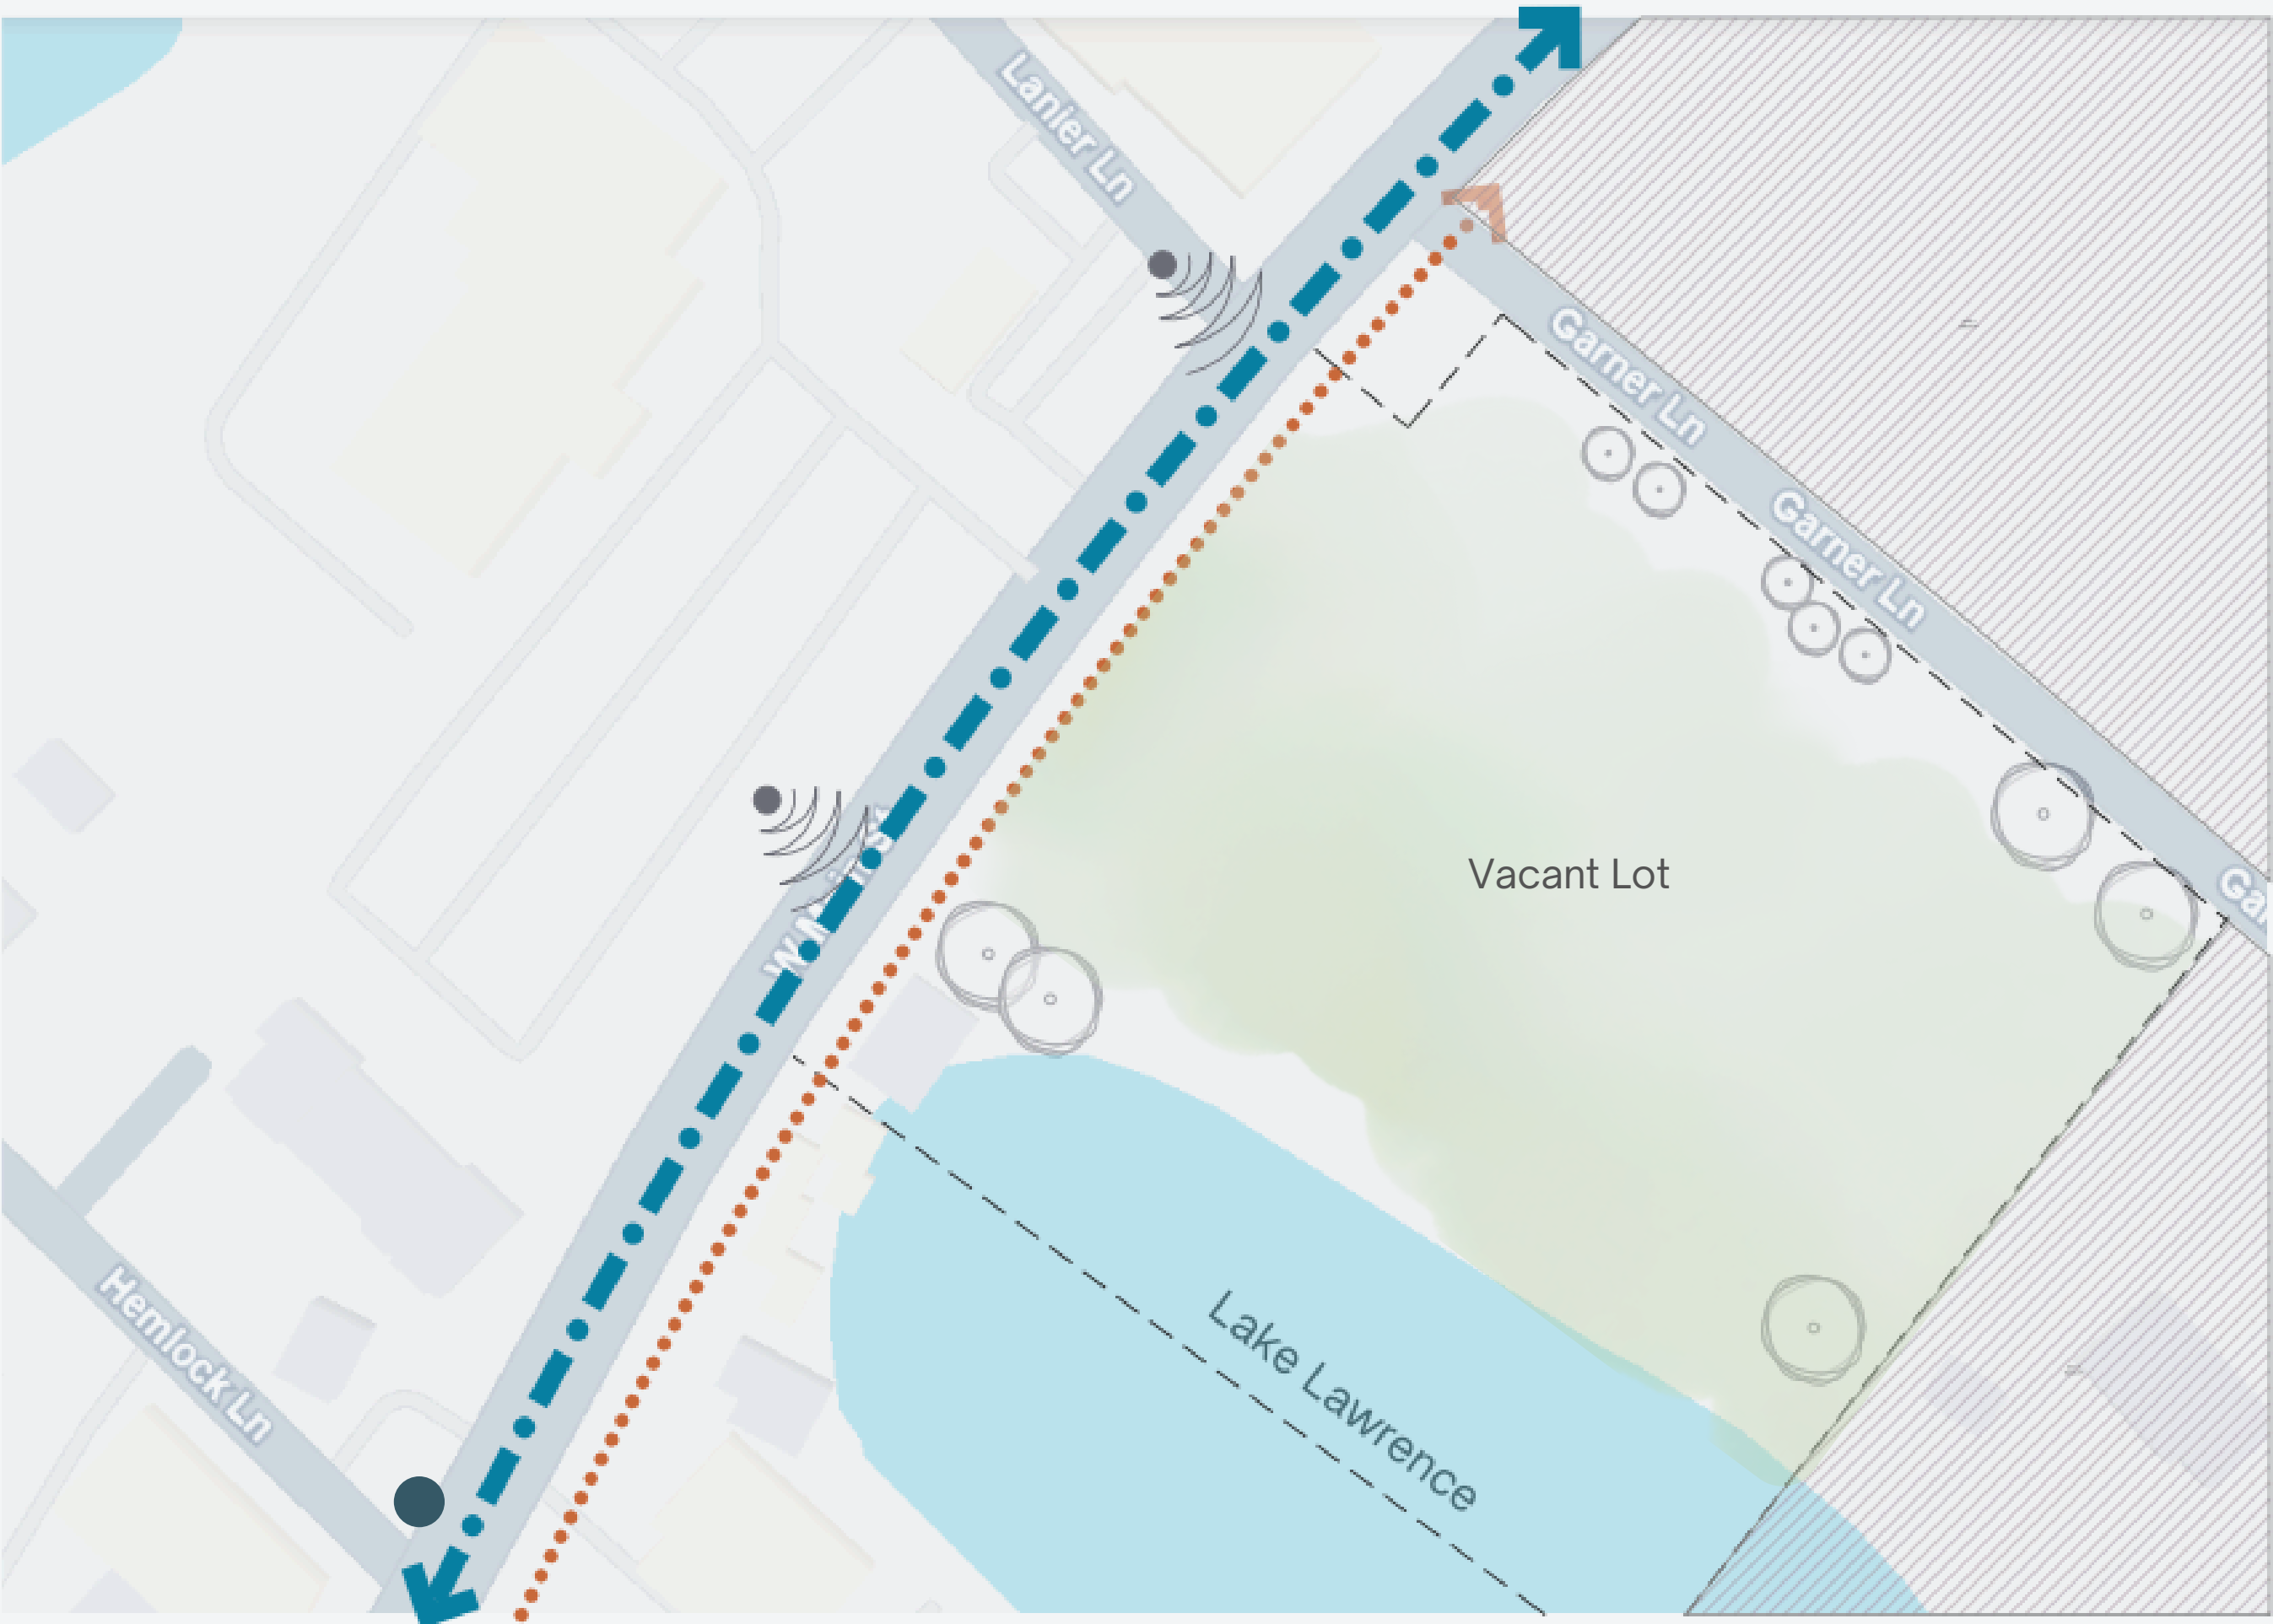 Lanier Ln
Garner Ln
Garner Ln
Vacant Lot
Lake Lawrence
Hemlock Ln